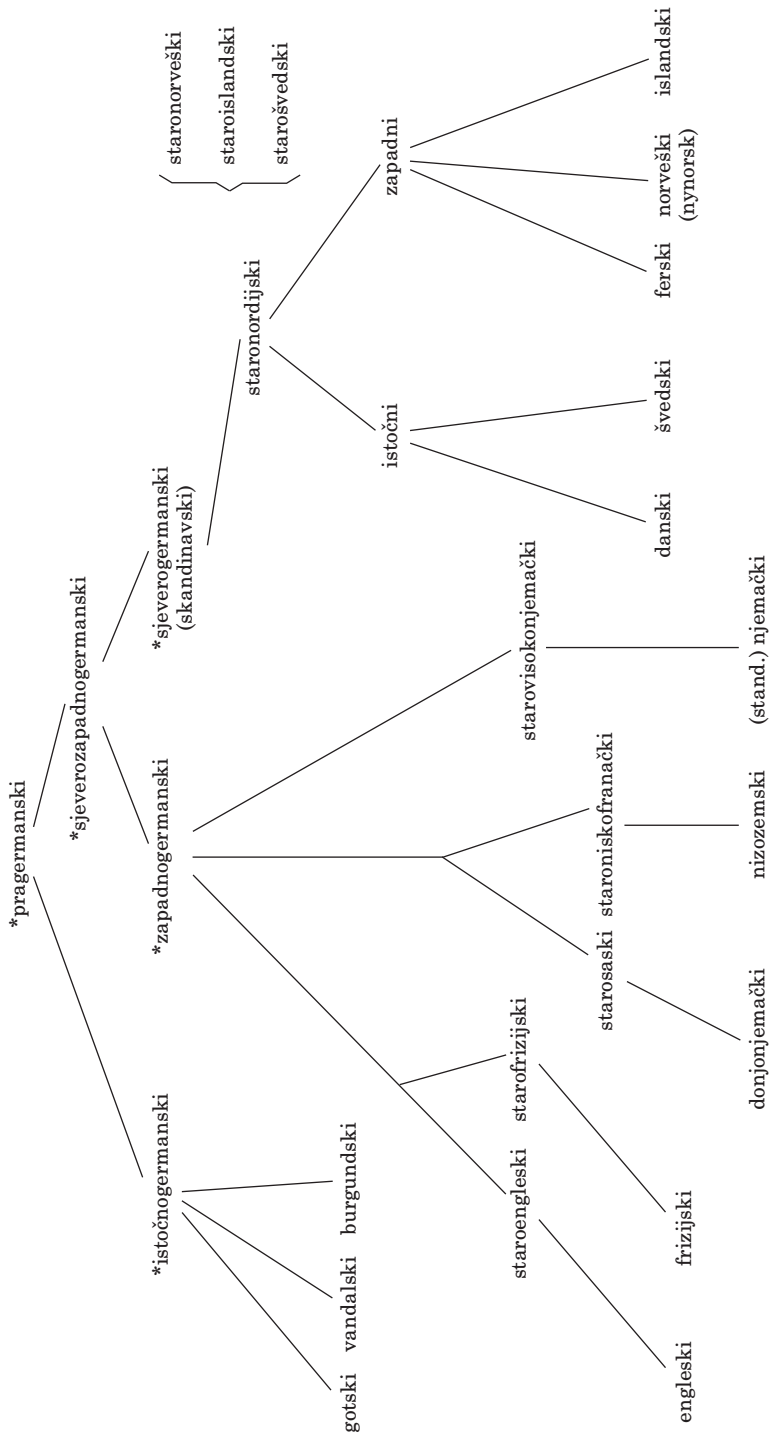 *pragermanski
*sjeverozapadnogermanski
*istočnogermanski
*zapadnogermanski
*sjeverogermanski
(skandinavski)
staronorveški
staroislandski
starošvedski
staronordijski
gotski
vandalski
burgundski
istočni
zapadni
staroengleski
starofrizijski
starosaski
staroniskofranački
starovisokonjemački
engleski
frizijski
donjonjemački
nizozemski
(stand.) njemački
danski
švedski
ferski
norveški
(nynorsk)
islandski